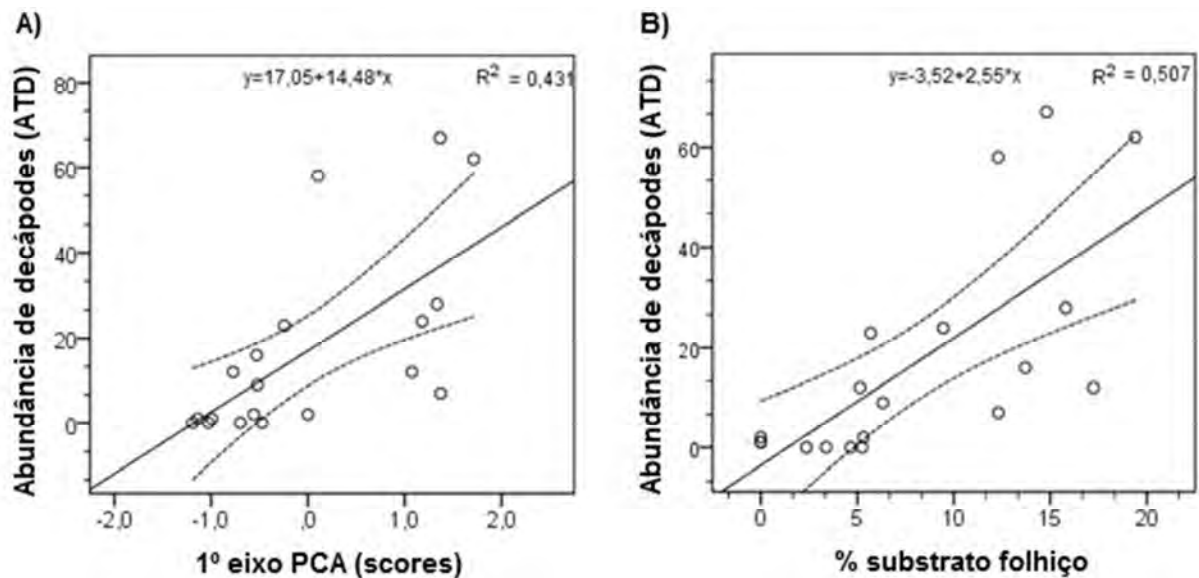 A)
y=17,05+14,48*x
R² = 0,431
Abundância de decápodes (ATD)
80
60
40
20
0
-2,0 -1,0 ,0 1,0 2,0
1º eixo PCA (scores)
B)
y=-3,52+2,55*x
R² = 0,507
Abundância de decápodes (ATD)
60
40
20
0
0 5 10 15 20
% substrato folhiço